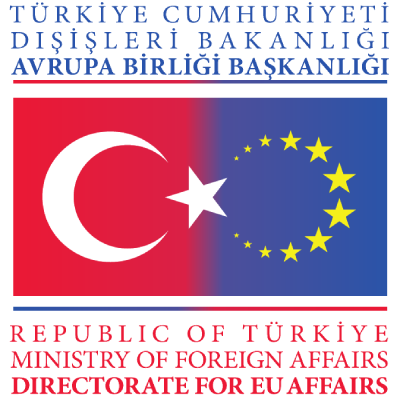 TÜRKİYE CUMHURİYETİ
DIŞİŞLERİ BAKANLIĞI
AVRUPA BİRLİĞİ BAŞKANLIĞI
REPUBLIC OF TÜRKİYE
MINISTRY OF FOREIGN AFFAIRS
DIRECTORATE FOR EU AFFAIRS